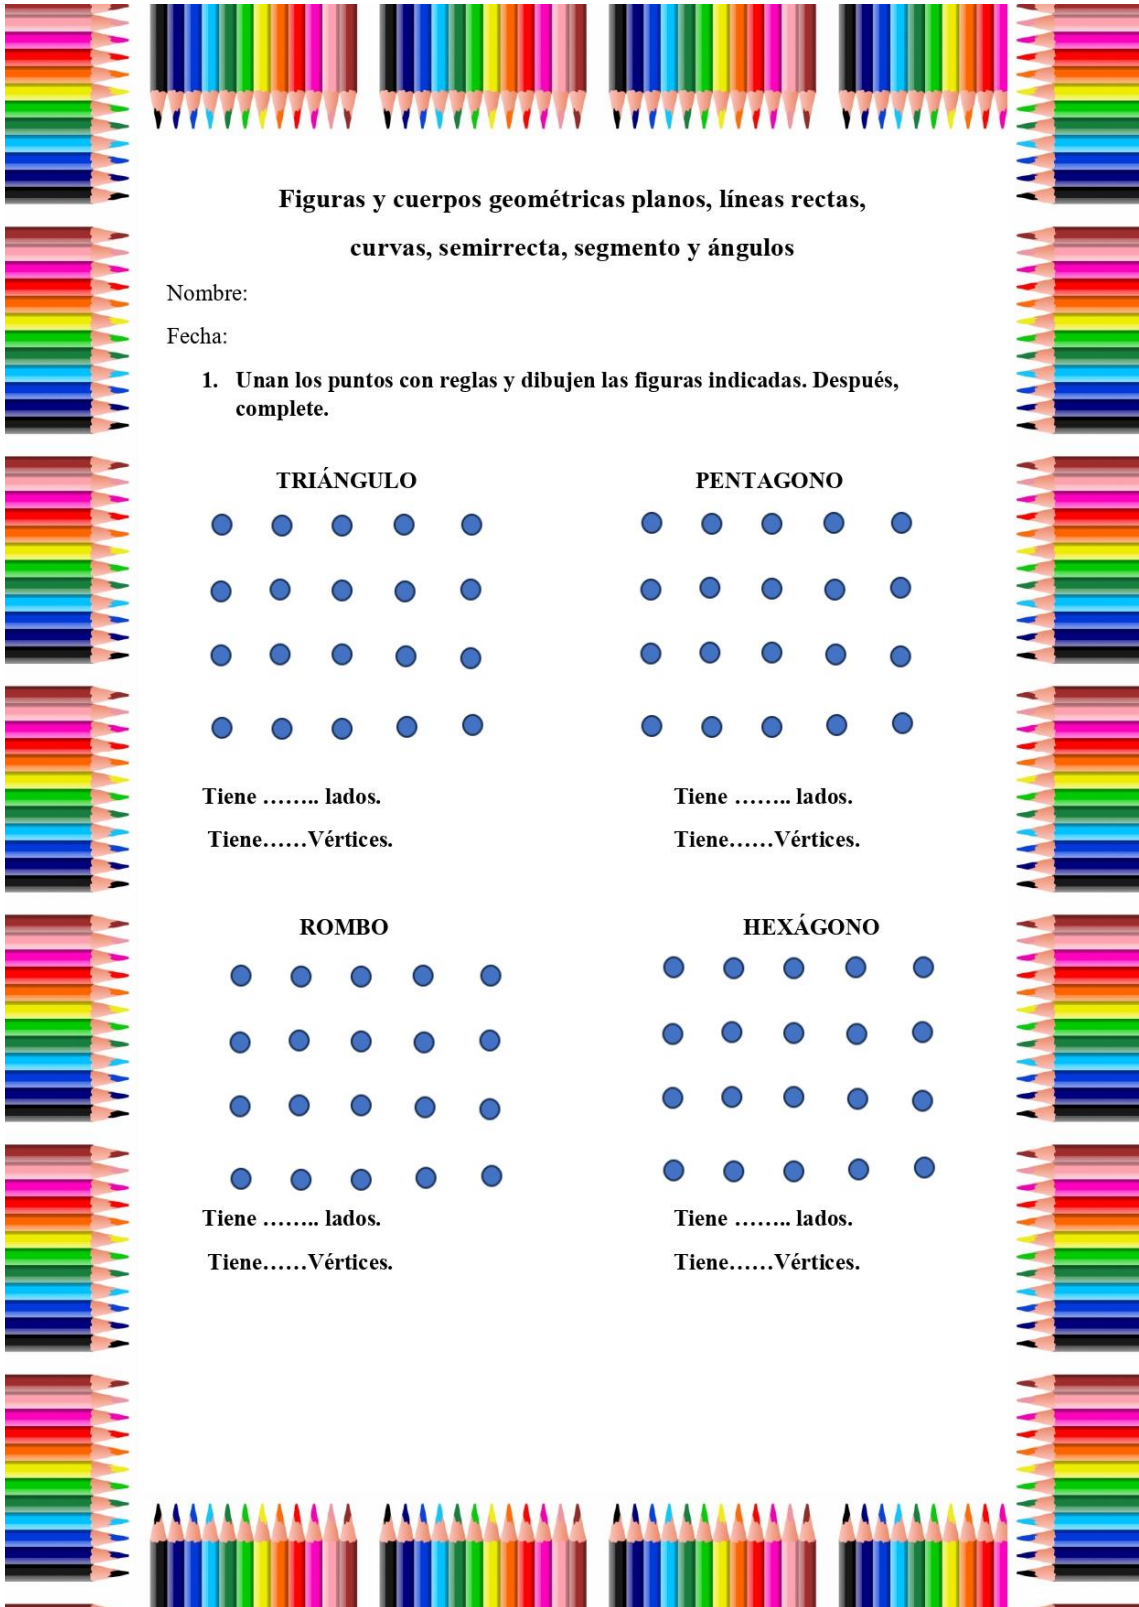 Figuras y cuerpos geométricas planos, líneas rectas,
curvas, semirrecta, segmento y ángulos
Nombre:
Fecha:
1. Unan los puntos con reglas y dibujen las figuras indicadas. Después,
complete.
TRIÁNGULO
PENTAGONO
Tiene …….. lados.
Tiene …….. lados.
Tiene……Vértices.
Tiene……Vértices.
ROMBO
HEXÁGONO
Tiene …….. lados.
Tiene …….. lados.
Tiene……Vértices.
Tiene……Vértices.